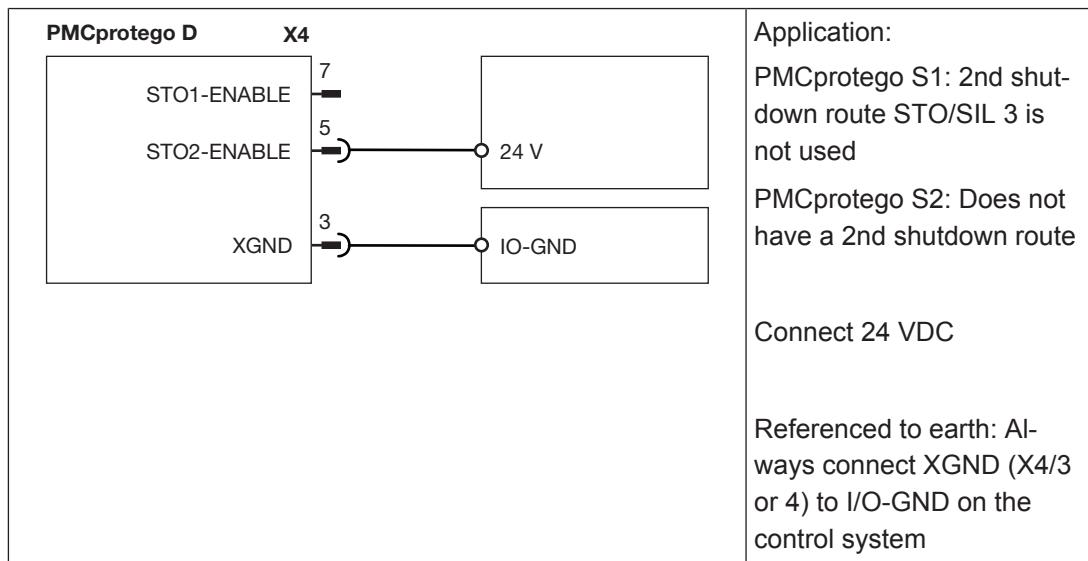 PMCprotego D X4
7
STO1-ENABLE
5
STO2-ENABLE 24 V
3
XGND IO-GND
Application:
PMCprotego S1: 2nd shut-
down route STO/SIL 3 is
not used
PMCprotego S2: Does not
have a 2nd shutdown route
Connect 24 VDC
Referenced to earth: Al-
ways connect XGND (X4/3
or 4) to I/O-GND on the
control system